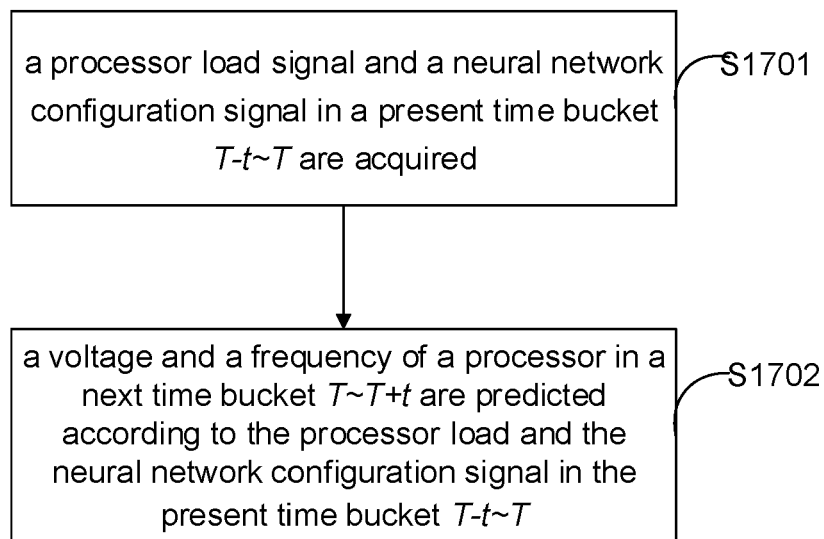 a processor load signal and a neural network
configuration signal in a present time bucket
T-t~T are acquired
S1701
a voltage and a frequency of a processor in a
next time bucket T~T+t are predicted
according to the processor load and the
neural network configuration signal in the
present time bucket T-t~T
S1702